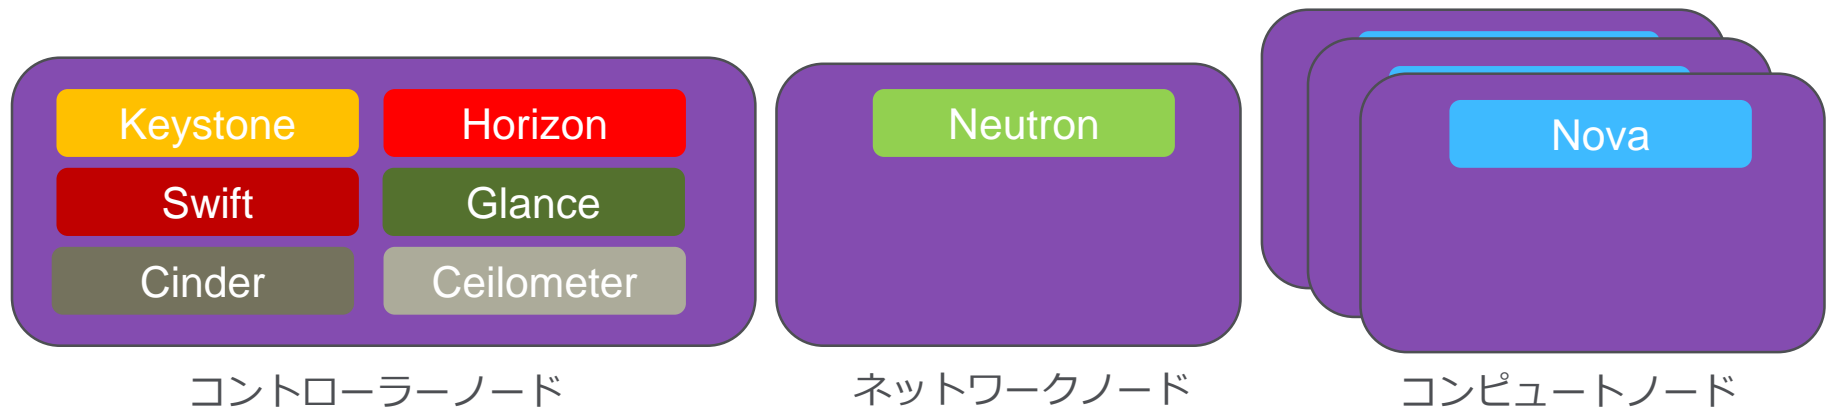 Keystone
Horizon
Swift
Glance
Cinder
Ceilometer
コントローラーノード
Neutron
ネットワークノード
Nova
コンピュートノード